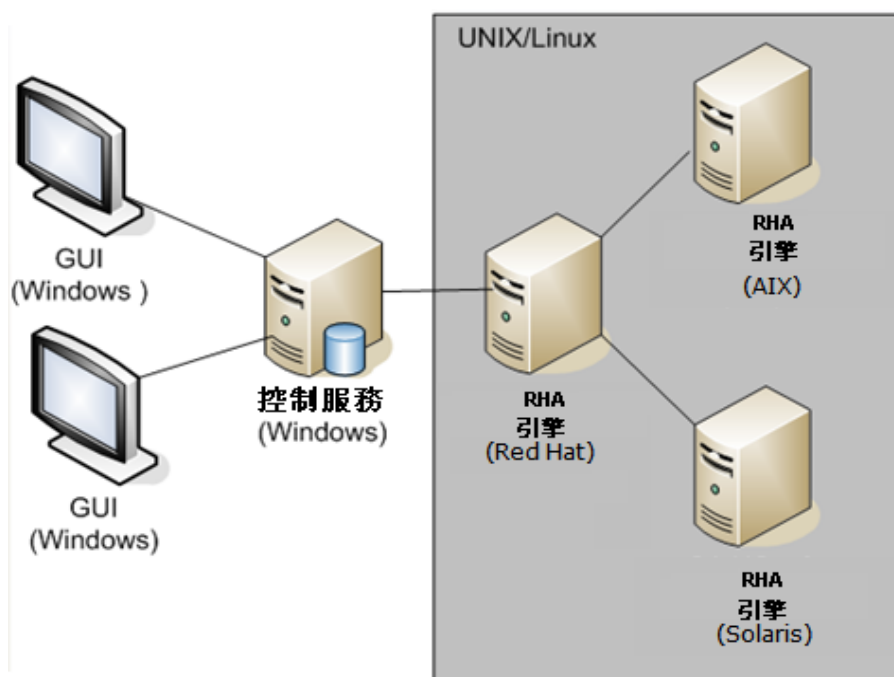 UNIX/Linux
GUI
(Windows )
GUI
(Windows)
控制服務
(Windows)
RHA
引擎
(Red Hat)
RHA
引擎
(AIX)
RHA
引擎
(Solaris)